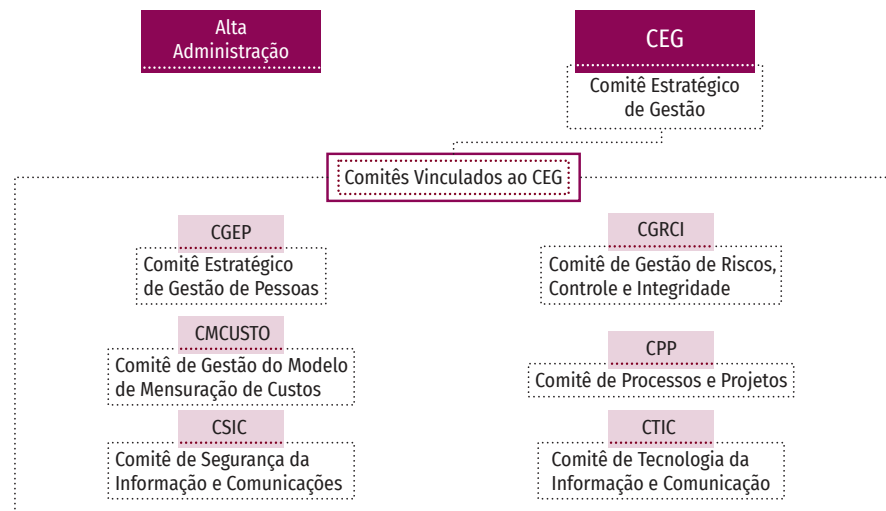 Alta
Administração
CEG
Comitê Estratégico
de Gestão
Comitês Vinculados ao CEG
CGEP
Comitê Estratégico
de Gestão de Pessoas
CGRCI
Comitê de Gestão de Riscos,
Controle e Integridade
CMCUSTO
Comitê de Gestão do Modelo
de Mensuração de Custos
CPP
Comitê de Processos e Projetos
CSIC
Comitê de Segurança da
Informação e Comunicações
CTIC
Comitê de Tecnologia da
Informação e Comunicação